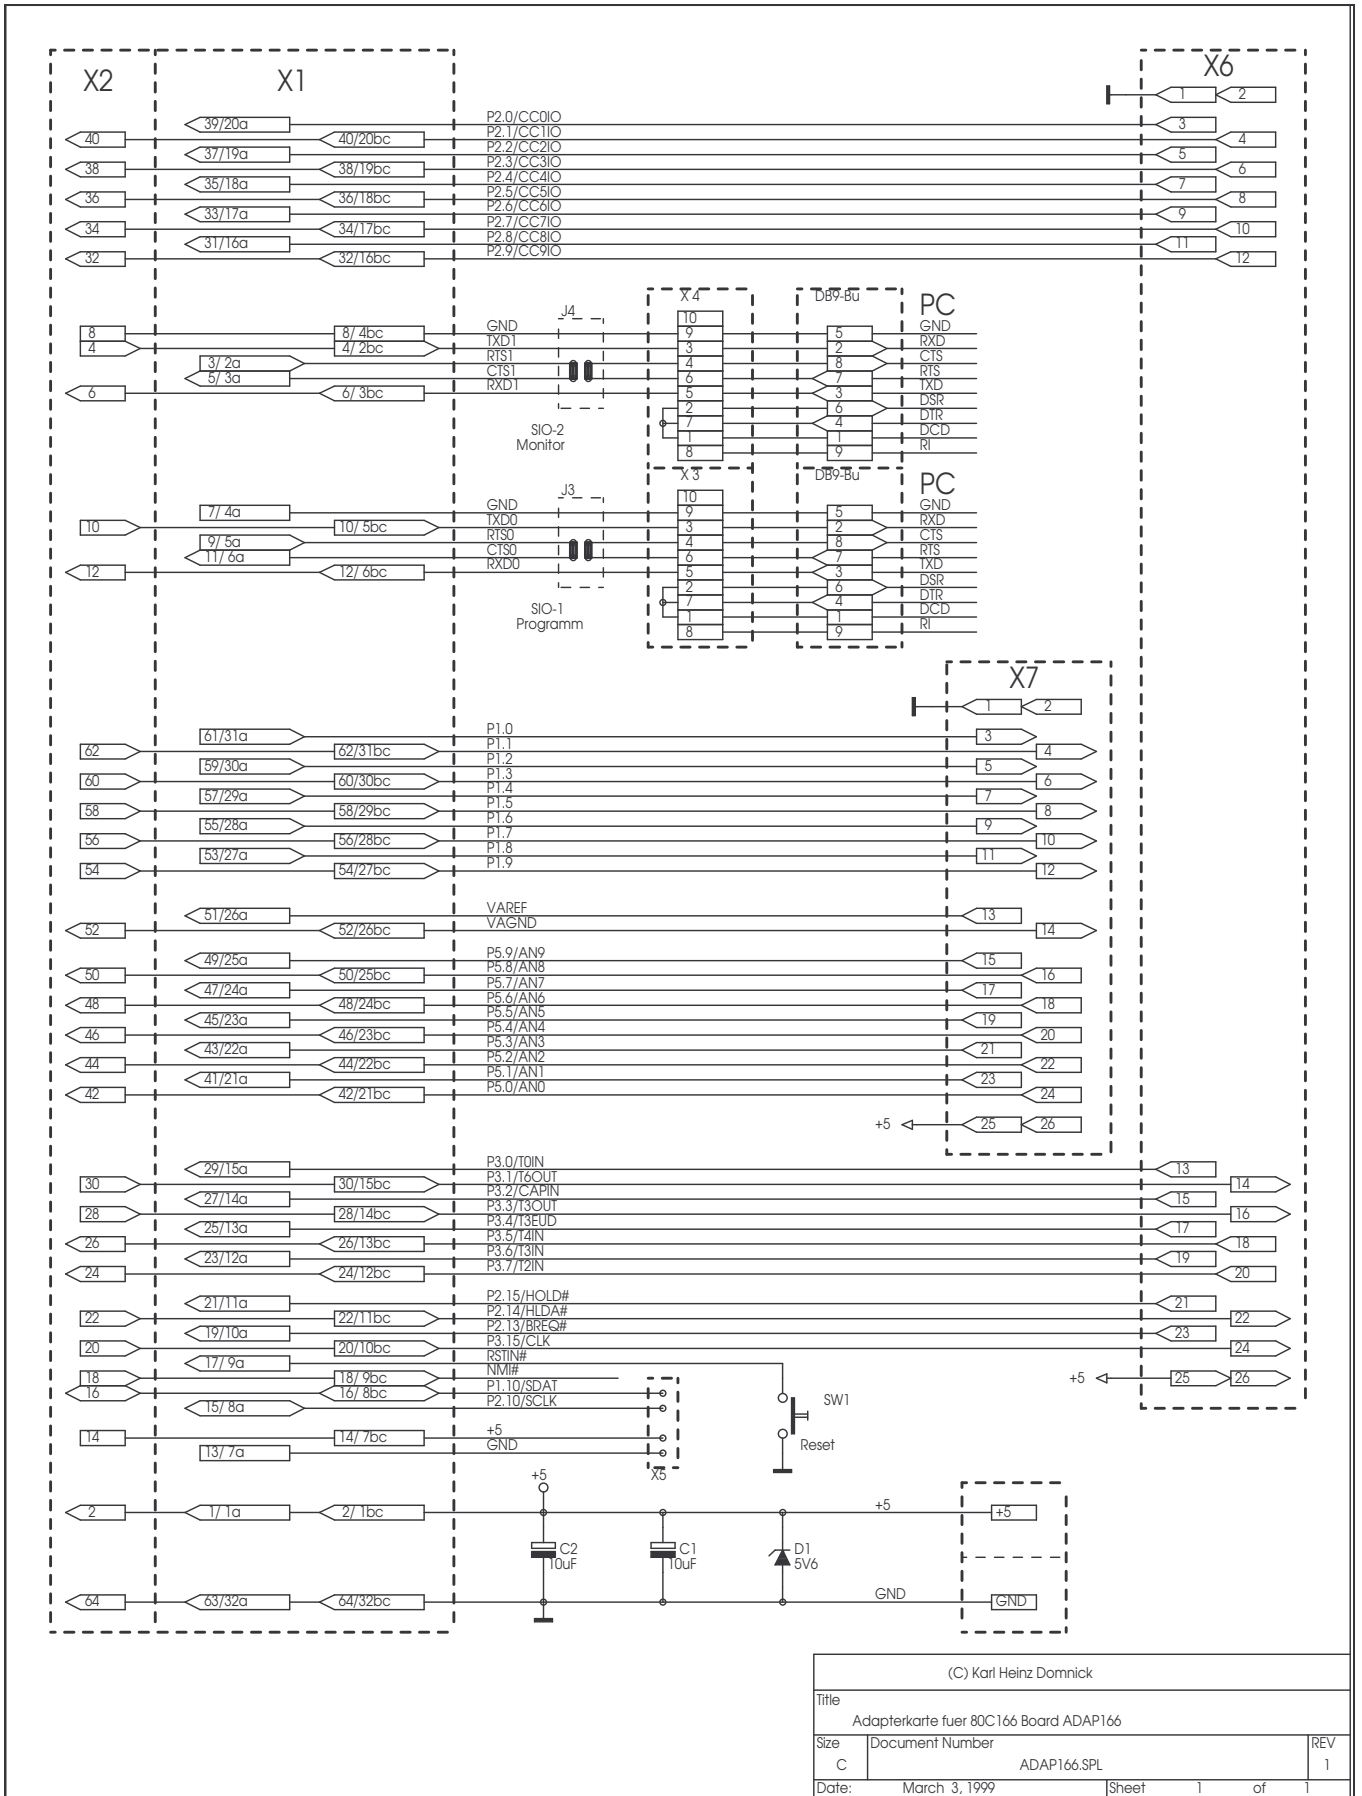 X2 X1 X6
1 2
39/20a P2.0/CC0IO 3
40 40/20bc P2.1/CC1IO 4
37/19a P2.2/CC2IO 5
38 38/19bc P2.3/CC3IO 6
35/18a P2.4/CC4IO 7
36 36/18bc P2.5/CC5IO 8
33/17a P2.6/CC6IO 9
34 34/17bc P2.7/CC7IO 10
31/16a P2.8/CC8IO 11
32 32/16bc P2.9/CC9IO 12
X 4 DB9-Bu PC
J4 10
8 8/ 4bc GND 9 5 GND
4 4/ 2bc TXD1 3 2 RXD
3/ 2a RTS1 4 8 CTS
5/ 3a CTS1 6 7 RTS
6 6/ 3bc RXD1 5 3 TXD
2 6 DSR
7 4 DTR
SIO-2 1 1 DCD
Monitor 8 9 RI
X 3 DB9-Bu PC
J3 10
7/ 4a GND 9 5 GND
10 10/ 5bc TXD0 3 2 RXD
9/ 5a RTS0 4 8 CTS
11/ 6a CTS0 6 7 RTS
12 12/ 6bc RXD0 5 3 TXD
2 6 DSR
7 4 DTR
SIO-1 1 1 DCD
Programm 8 9 RI
X7
1 2
61/31a P1.0 3
62 62/31bc P1.1 4
59/30a P1.2 5
60 60/30bc P1.3 6
57/29a P1.4 7
58 58/29bc P1.5 8
55/28a P1.6 9
56 56/28bc P1.7 10
53/27a P1.8 11
54 54/27bc P1.9 12
51/26a VAREF 13
52 52/26bc VAGND 14
49/25a P5.9/AN9 15
50 50/25bc P5.8/AN8 16
47/24a P5.7/AN7 17
48 48/24bc P5.6/AN6 18
45/23a P5.5/AN5 19
46 46/23bc P5.4/AN4 20
43/22a P5.3/AN3 21
44 44/22bc P5.2/AN2 22
41/21a P5.1/AN1 23
42 42/21bc P5.0/AN0 24
+5 25 26
29/15a P3.0/T0IN 13
30 30/15bc P3.1/T6OUT 14
27/14a P3.2/CAPIN 15
28 28/14bc P3.3/T3OUT 16
25/13a P3.4/T3EUD 17
26 26/13bc P3.5/T4IN 18
23/12a P3.6/T3IN 19
24 24/12bc P3.7/T2IN 20
21/11a P2.15/HOLD# 21
22 22/11bc P2.14/HLDA# 22
19/10a P2.13/BREQ# 23
20 20/10bc P3.15/CLK 24
17/ 9a RSTIN#
18 18/ 9bc NMI# +5 25 26
16 16/ 8bc P1.10/SDAT
15/ 8a P2.10/SCLK SW1
14 14/ 7bc +5
13/ 7a GND Reset
X5
+5
2 1/ 1a 2/ 1bc +5 +5
C2 C1 D1
10uF 10uF 5V6
64 63/32a 64/32bc GND GND
(C) Karl Heinz Domnick
Title
Adapterkarte fuer 80C166 Board ADAP166
Size Document Number REV
C ADAP166.SPL 1
Date: March 3, 1999 Sheet 1 of 1